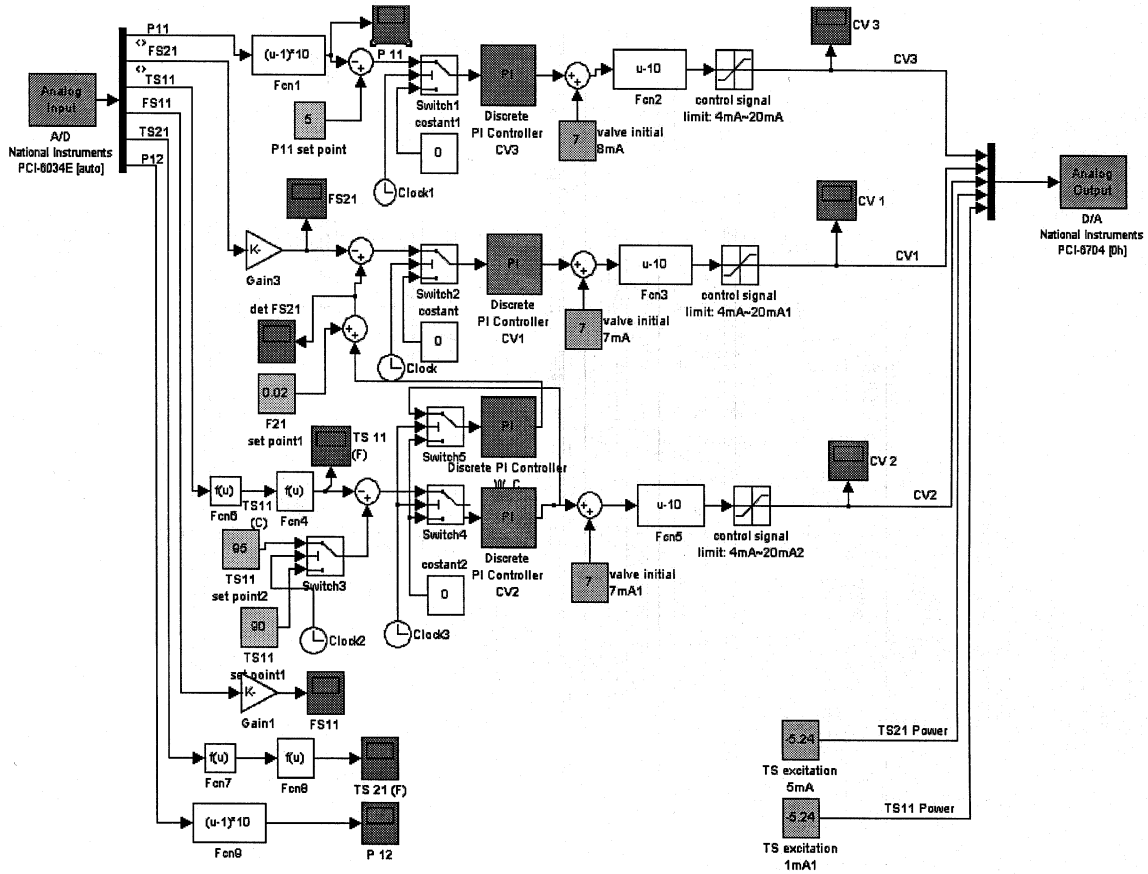 P11
<>
FS21
<>
TS11
FS11
TS21
P12
Analog
Input
A/D
National Instruments
PCI-6034E [auto]
(u-1)*10
Fcn1
P 11
5
P11 set point
Switch1
costant1
0
Clock1
PI
Discrete
PI Controller
CV3
7
valve initial
8mA
u-10
Fcn2
control signal
limit: 4mA~20mA
CV 3
CV3
Analog
Output
D/A
National Instruments
PCI-6704 [0h]
K-
Gain3
FS21
det FS21
0.02
F21
set point1
Switch2
costant
0
Clock
PI
Discrete
PI Controller
CV1
7
valve initial
7mA
u-10
Fcn3
control signal
limit: 4mA~20mA1
CV 1
CV1
Switch5
PI
Discrete PI Controller
W_C
f(u)
Fcn6
TS11
(C)
f(u)
Fcn4
TS 11
(F)
95
TS11
set point2
Switch3
90
TS11
set point1
Clock2
Switch4
costant2
0
Clock3
PI
Discrete
PI Controller
CV2
7
valve initial
7mA1
u-10
Fcn5
control signal
limit: 4mA~20mA2
CV 2
CV2
K-
Gain1
FS11
f(u)
Fcn7
f(u)
Fcn8
TS 21 (F)
(u-1)*10
Fcn9
P 12
-5.24
TS excitation
5mA
TS21 Power
-5.24
TS excitation
1mA1
TS11 Power